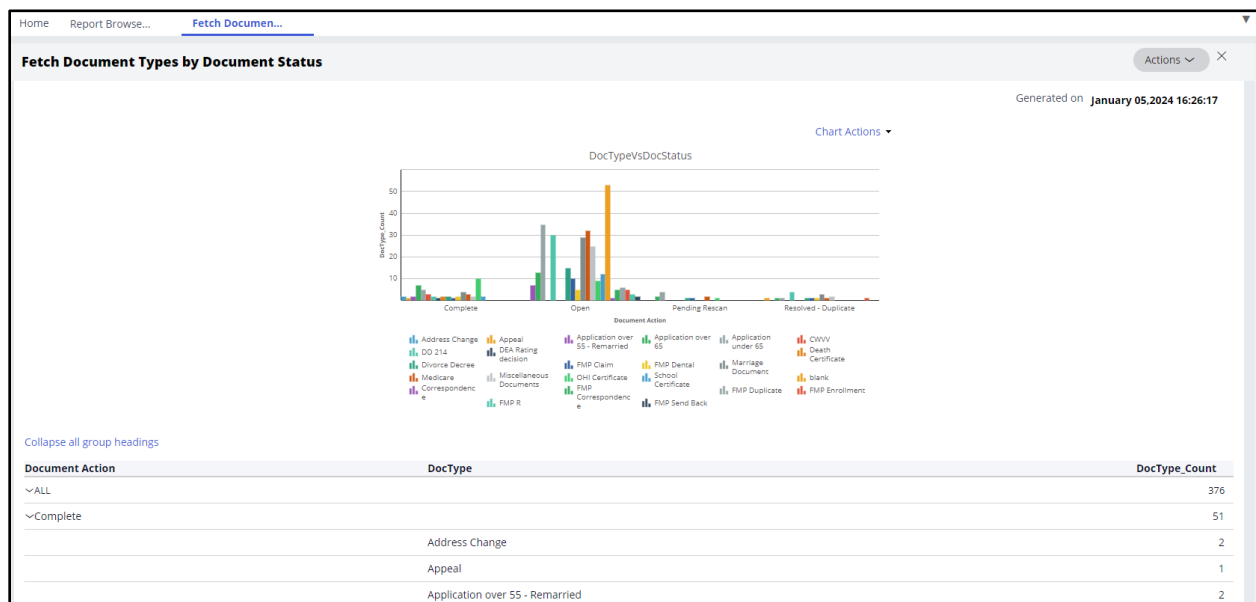 Home Report Browse... Fetch Documen...
Fetch Document Types by Document Status
Actions
Generated on January 05,2024 16:26:17
Chart Actions
DocTypeVsDocStatus
DocType_Count
50
40
30
20
10
Complete Open Pending Rescan Resolved - Duplicate
Document Action
Address Change
Appeal
Application over
55 - Remarried
Application over
65
Application
under 65
CWVV
DD 214
DEA Rating
decision
Death
Certificate
Divorce Decree
FMP Claim
FMP Dental
Marriage
Document
Medicare
Miscellaneous
Documents
OHI Certificate
School
Certificate
blank
Correspondenc
e
FMP R
FMP
Correspondenc
e
FMP Send Back
FMP Duplicate
FMP Enrollment
Collapse all group headings
Document Action DocType DocType_Count
ALL 376
Complete 51
Address Change 2
Appeal 1
Application over 55 - Remarried 2